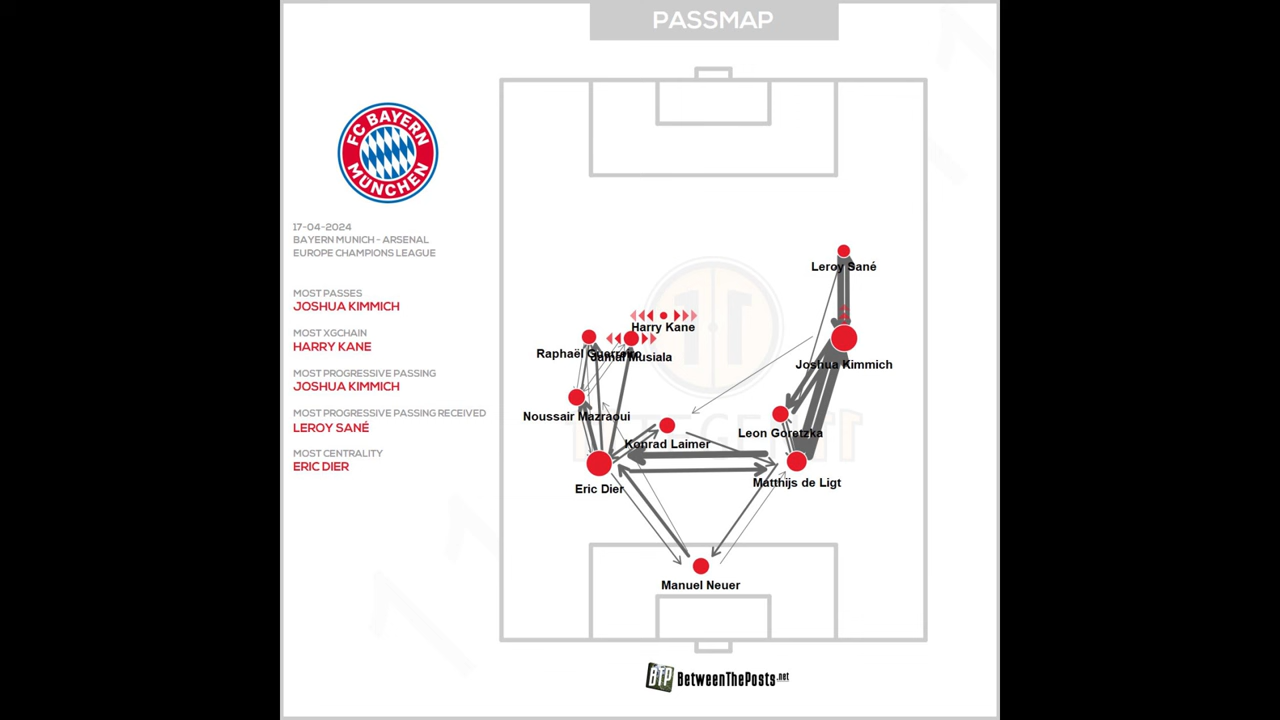 PASSMAP
FC BAYERN
MÜNCHEN
17-04-2024
BAYERN MUNICH - ARSENAL
EUROPE CHAMPIONS LEAGUE
MOST PASSES
JOSHUA KIMMICH
MOST XGCHAIN
HARRY KANE
MOST PROGRESSIVE PASSING
JOSHUA KIMMICH
MOST PROGRESSIVE PASSING RECEIVED
LEROY SANÉ
MOST CENTRALITY
ERIC DIER
Leroy Sané
Harry Kane
Raphaël Guerreiro
Jamal Musiala
Joshua Kimmich
Noussair Mazraoui
Leon Goretzka
Konrad Laimer
Matthijs de Ligt
Eric Dier
Manuel Neuer
BTP BetweenThePosts.net